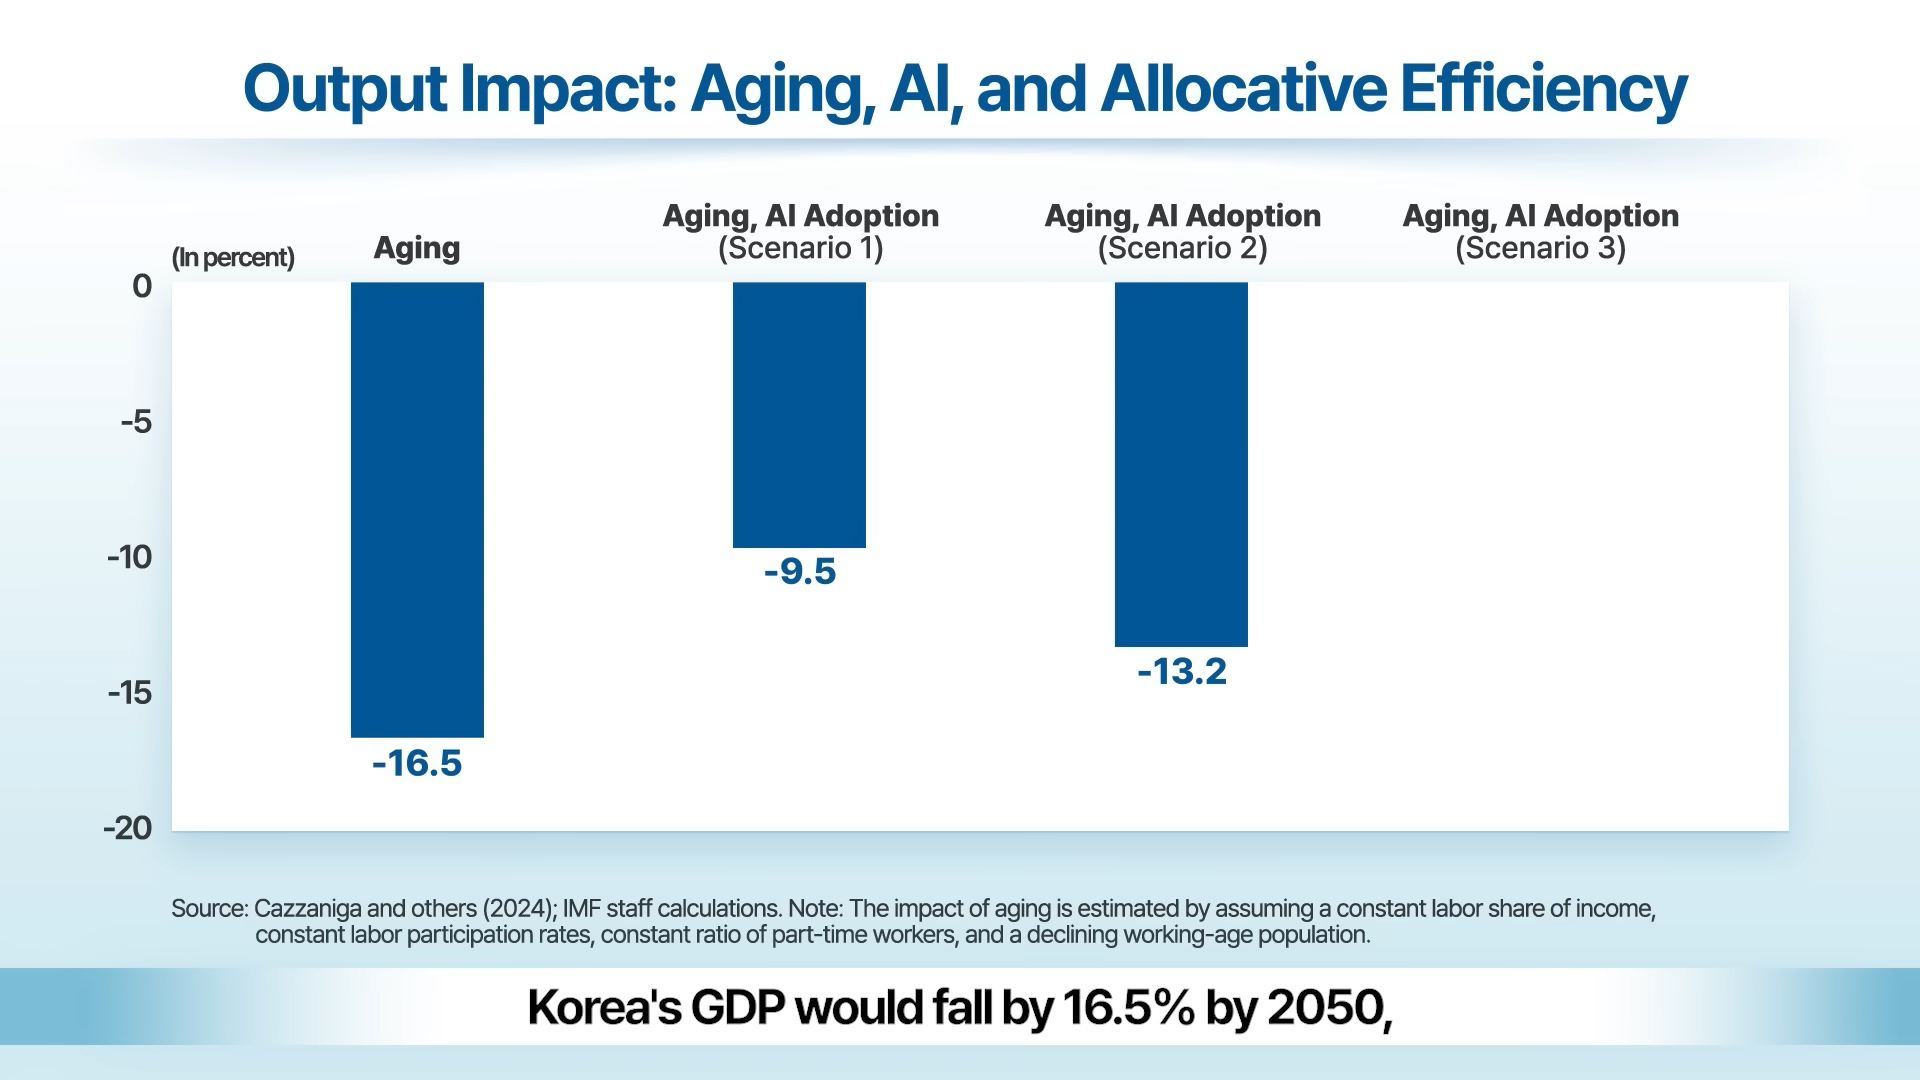 Output Impact: Aging, AI, and Allocative Efficiency
(In percent)
Aging
Aging, AI Adoption
(Scenario 1)
Aging, AI Adoption
(Scenario 2)
Aging, AI Adoption
(Scenario 3)
0
-5
-10
-15
-20
-16.5
-9.5
-13.2
Source: Cazzaniga and others (2024); IMF staff calculations. Note: The impact of aging is estimated by assuming a constant labor share of income,
constant labor participation rates, constant ratio of part-time workers, and a declining working-age population.
Korea's GDP would fall by 16.5% by 2050,